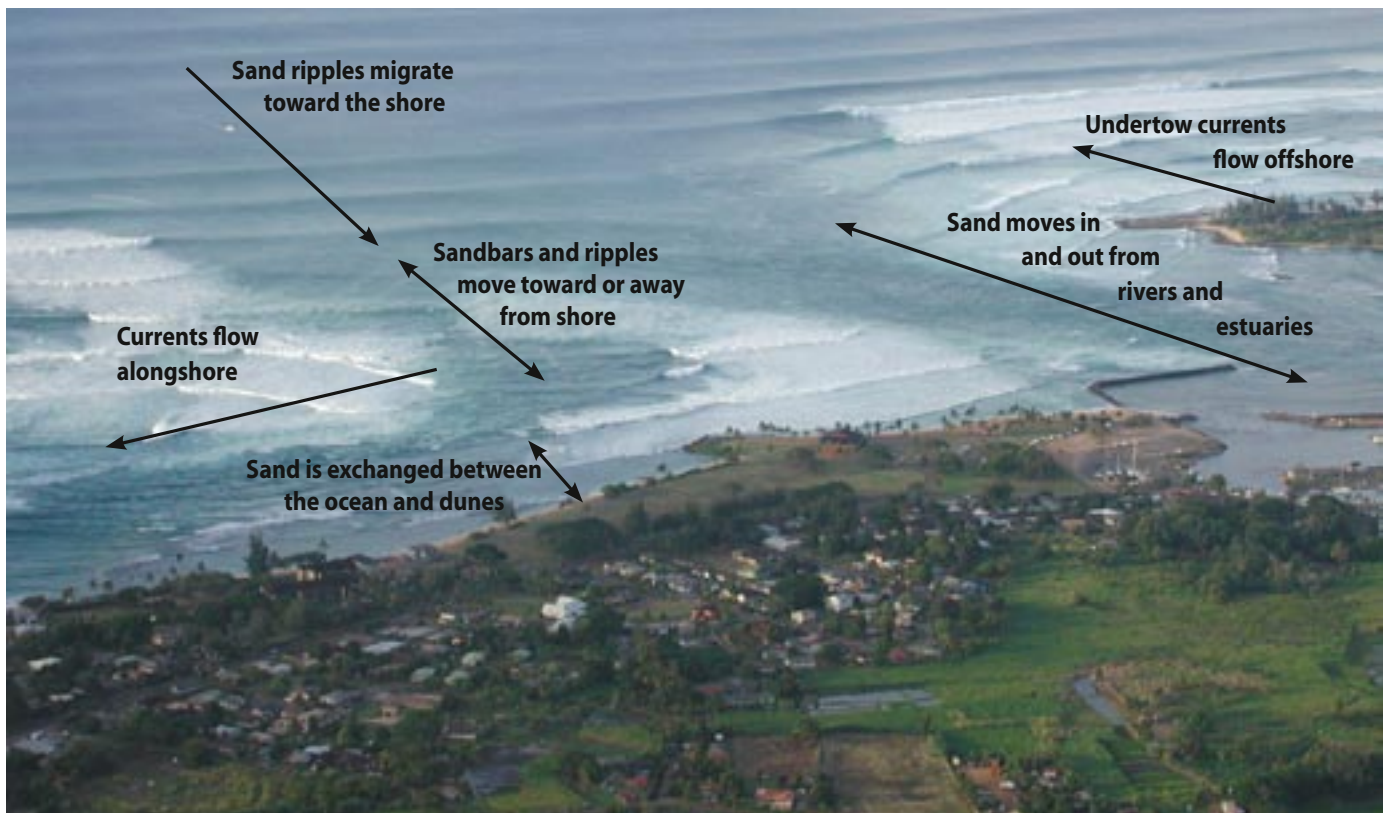 Sand ripples migrate
toward the shore
Undertow currents
flow offshore
Sand moves in
and out from
rivers and
estuaries
Sandbars and ripples
move toward or away
from shore
Currents flow
alongshore
Sand is exchanged between
the ocean and dunes